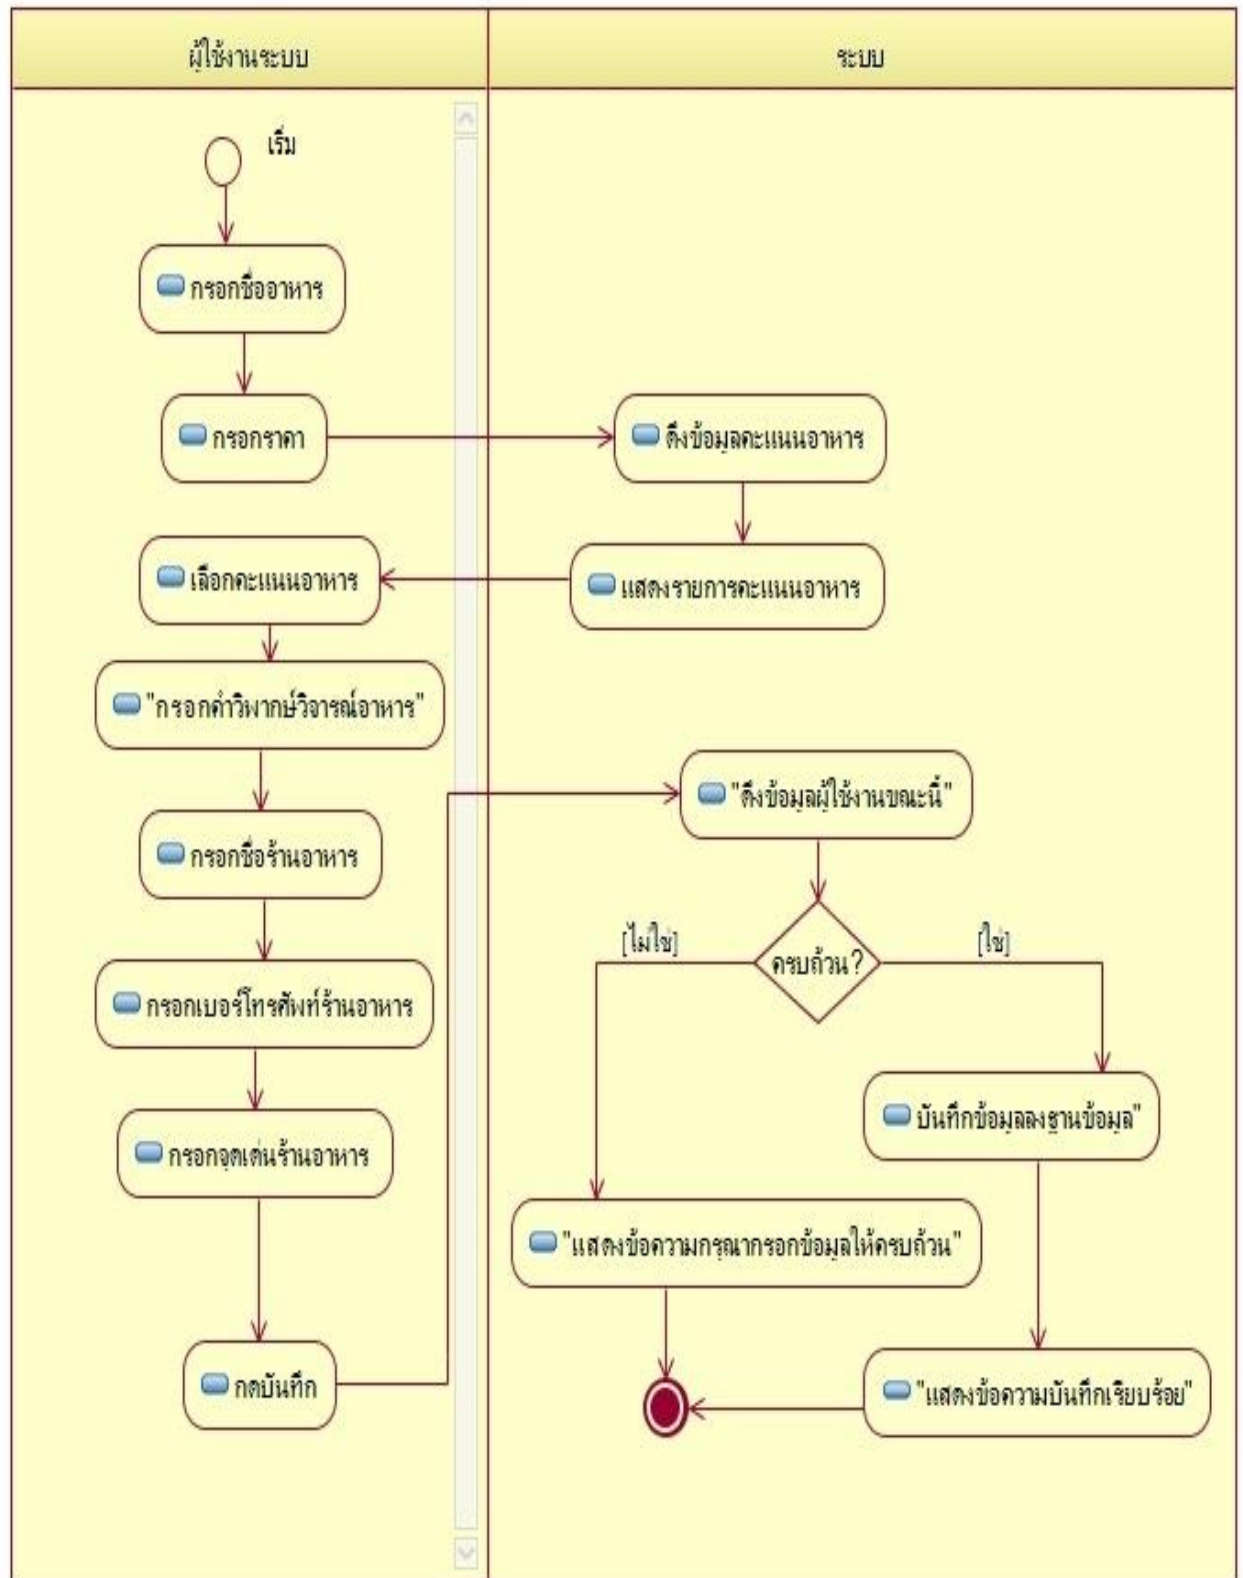 ผู้ใช้งานระบบ
ระบบ
เริ่ม
กรอกชื่ออาหาร
กรอกราคา
ดึงข้อมูลคะแนนอาหาร
แสดงรายการคะแนนอาหาร
เลือกคะแนนอาหาร
"กรอกคำวิพากษ์วิจารณ์อาหาร"
กรอกชื่อร้านอาหาร
กรอกเบอร์โทรศัพท์ร้านอาหาร
กรอกจุดเด่นร้านอาหาร
กดบันทึก
"ดึงข้อมูลผู้ใช้งานขณะนี้"
ครบถ้วน?
[ไม่ใช่]
[ใช่]
บันทึกข้อมูลลงฐานข้อมูล"
"แสดงข้อความกรุณากรอกข้อมูลให้ครบถ้วน"
"แสดงข้อความบันทึกเรียบร้อย"